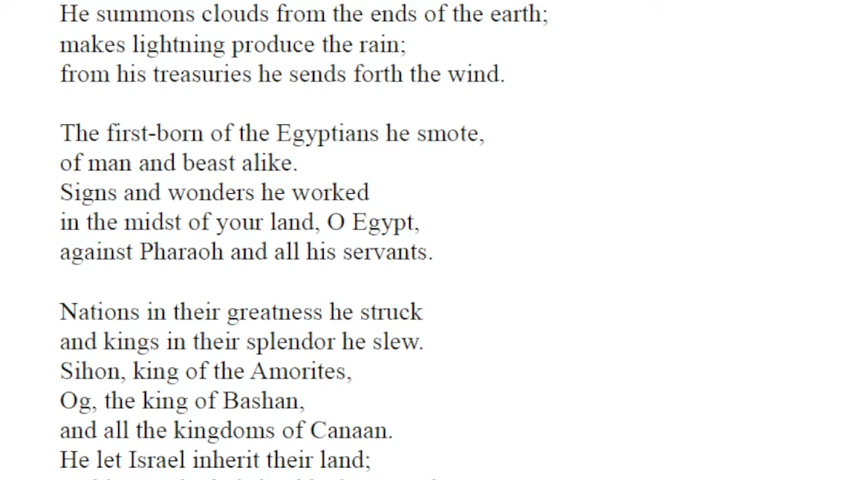 He summons clouds from the ends of the earth;
makes lightning produce the rain;
from his treasuries he sends forth the wind.
The first-born of the Egyptians he smote,
of man and beast alike.
Signs and wonders he worked
in the midst of your land, O Egypt,
against Pharaoh and all his servants.
Nations in their greatness he struck
and kings in their splendor he slew.
Sihon, king of the Amorites,
Og, the king of Bashan,
and all the kingdoms of Canaan.
He let Israel inherit their land;